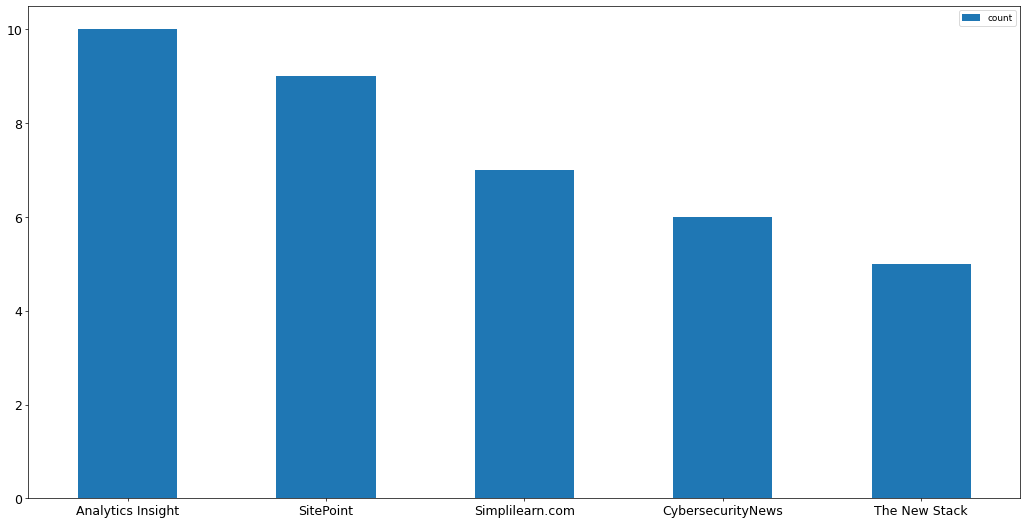 count
10
8
6
4
2
0
Analytics Insight
SitePoint
Simplilearn.com
CybersecurityNews
The New Stack